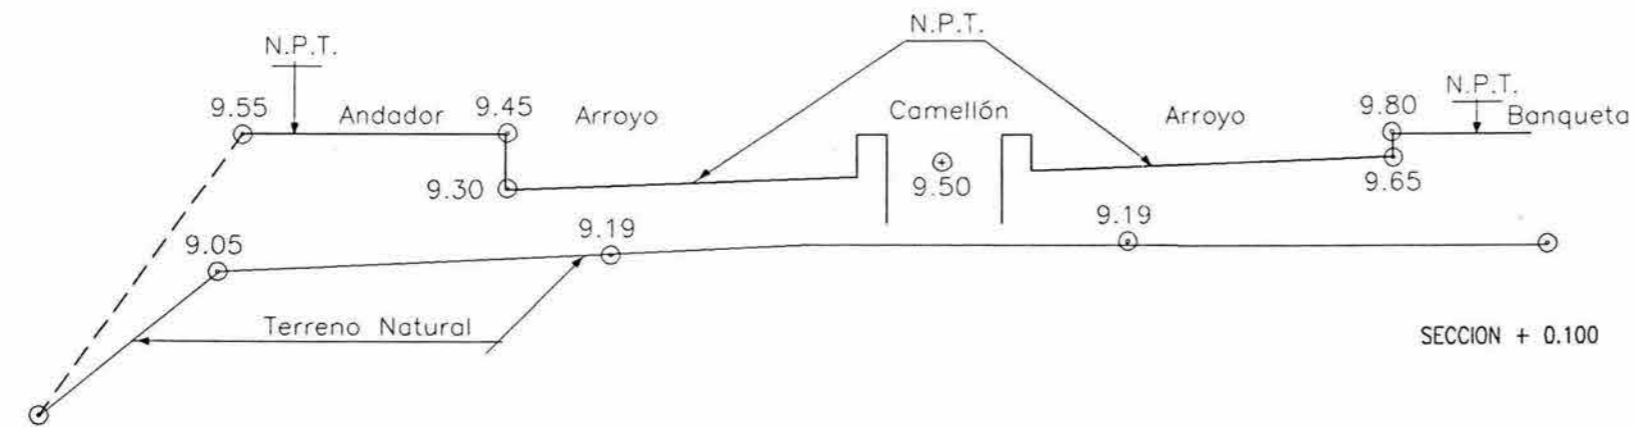 N.P.T.
N.P.T.
N.P.T.
9.55
Andador
9.45
Arroyo
Camellón
Arroyo
9.80
Banqueta
9.30
9.50
9.65
9.05
9.19
9.19
Terreno Natural
SECCION + 0.100